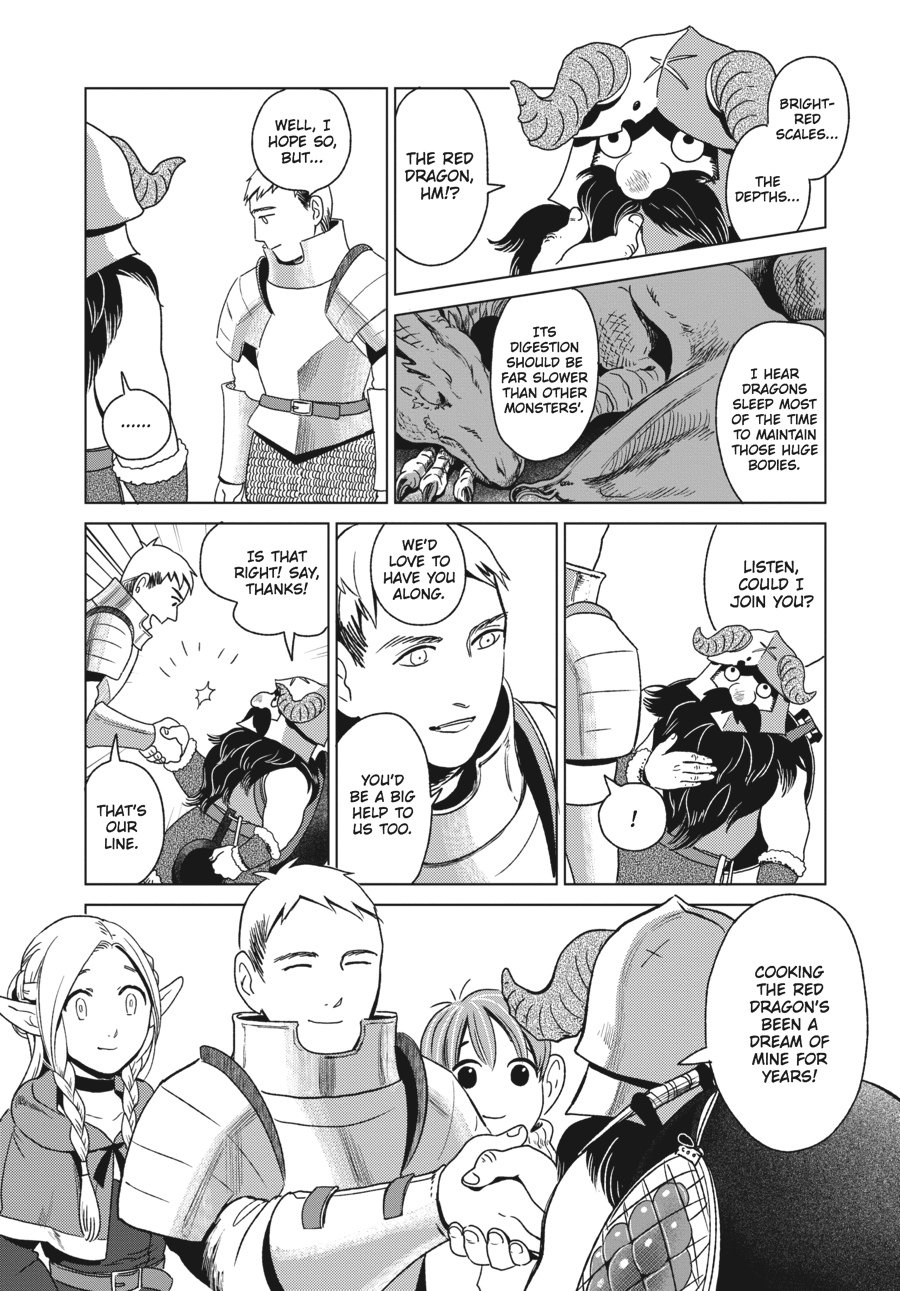 BRIGHT-
RED
SCALES...
THE
DEPTHS...
THE RED
DRAGON,
HM!?
I HEAR
DRAGONS
SLEEP MOST
OF THE TIME
TO MAINTAIN
THOSE HUGE
BODIES.
ITS
DIGESTION
SHOULD BE
FAR SLOWER
THAN OTHER
MONSTERS'.
WELL, I
HOPE SO,
BUT...
......
LISTEN,
COULD I
JOIN YOU?
!
WE'D
LOVE TO
HAVE YOU
ALONG.
YOU'D
BE A BIG
HELP TO
US TOO.
IS THAT
RIGHT! SAY,
THANKS!
THAT'S
OUR
LINE.
COOKING
THE RED
DRAGON'S
BEEN A
DREAM OF
MINE FOR
YEARS!